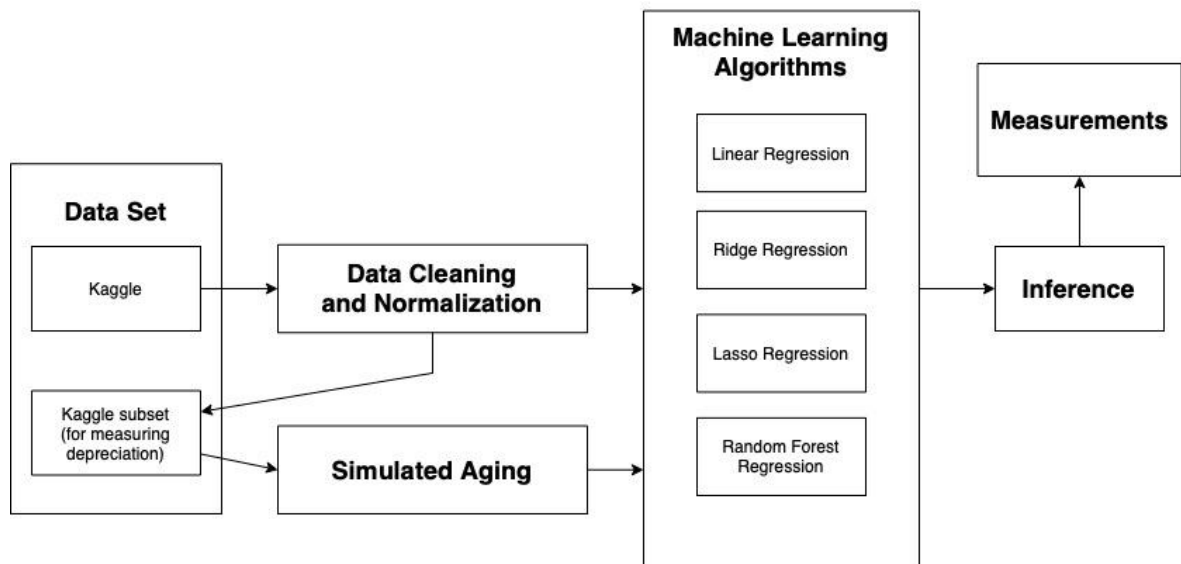 Machine Learning
Algorithms
Linear Regression
Ridge Regression
Lasso Regression
Random Forest
Regression
Measurements
Inference
Data Set
Kaggle
Kaggle subset
(for measuring
depreciation)
Data Cleaning
and Normalization
Simulated Aging